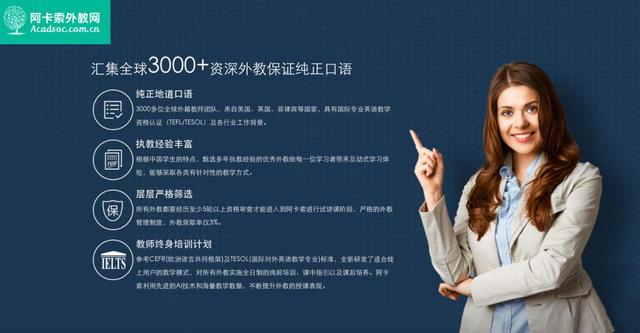 阿卡索外教网
Acadsoc.com.cn
汇集全球3000+资深外教保证纯正口语
纯正地道口语
3000多位全球外籍教师团队，来自美国、英国、菲律宾等国家，具有国际专业英语教学
资格认证（TEFL/TESOL）及各行业工作背景。
执教经验丰富
根据中国学生的特点，甄选多年执教经验的优秀外教给每一位学习者带来互动式学习体
验，能够采取各类有针对性的教学方式。
层层严格筛选
所有外教都要经历至少5轮以上资格审查才能进入到阿卡索进行试讲课阶段，严格的外教
管理制度，外教录取率仅3%。
保
教师终身培训计划
参考CEFR(欧洲语言共同框架)及TESOL(国际对外英语教学专业)标准，全新研发了适合线
上用户的教学模式，对所有外教实施全日制的岗前培训、课中指引以及课后培养。阿卡
索利用先进的AI技术和海量教学数据，不断提升外教的授课表现。
IELTS